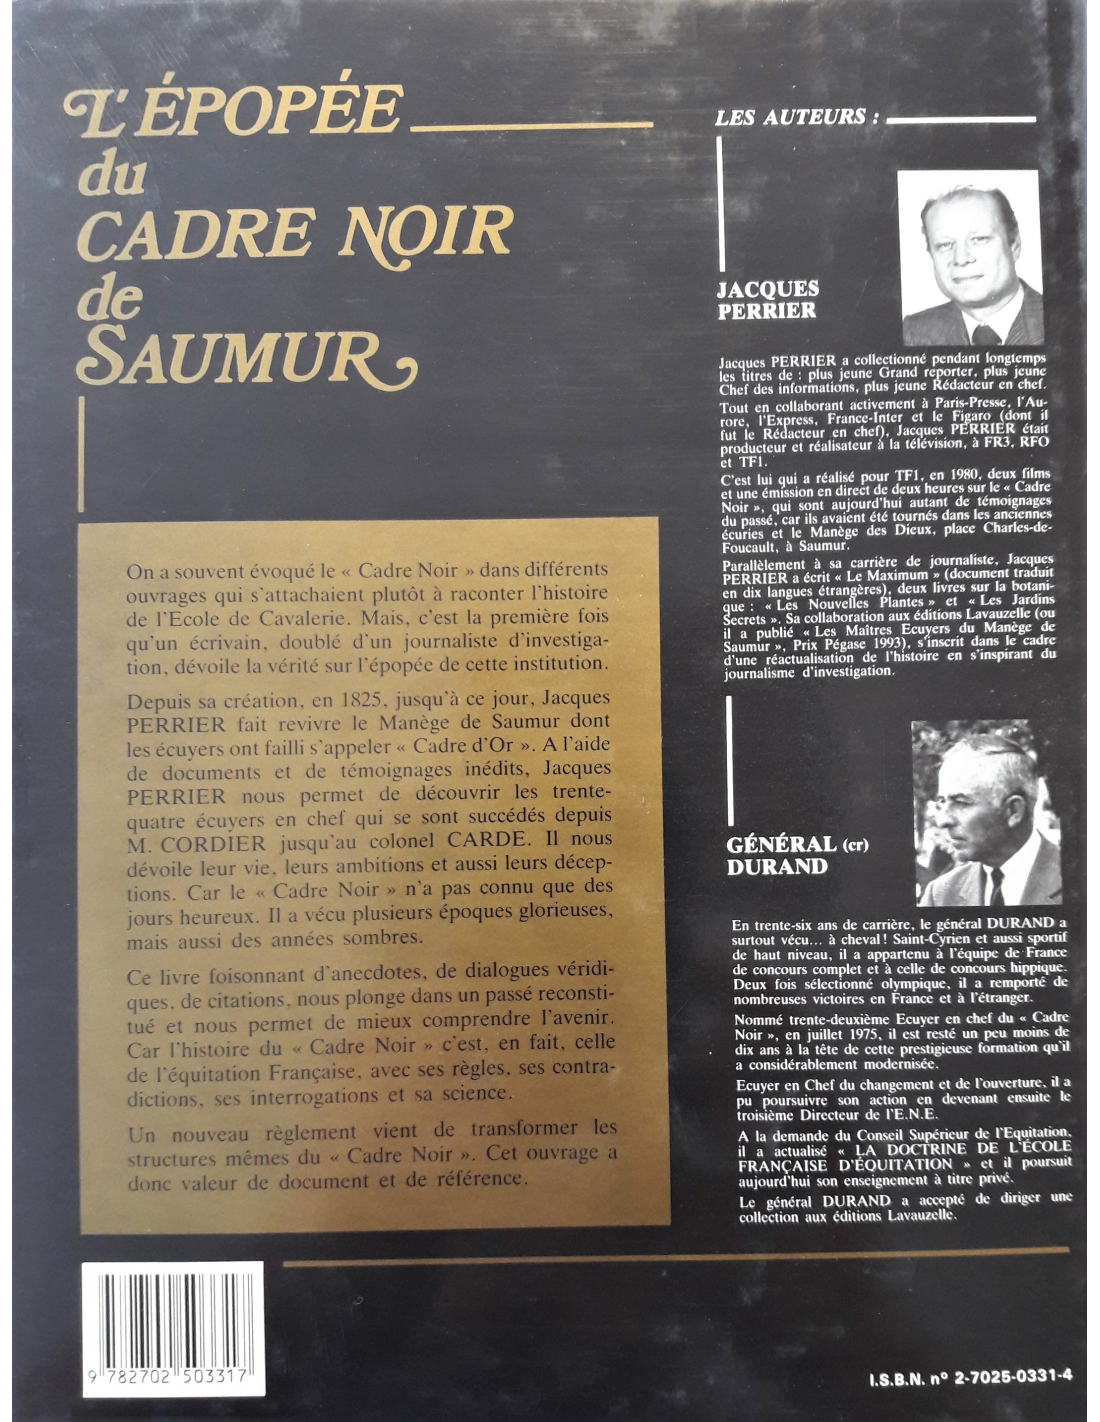 L'ÉPOPÉE
du
CADRE NOIR
de
SAUMUR
On a souvent évoqué le « Cadre Noir » dans différents
ouvrages qui s'attachaient plutôt à raconter l'histoire
de l'Ecole de Cavalerie. Mais, c'est la première fois
qu'un écrivain, doublé d'un journaliste d'investiga-
tion, dévoile la vérité sur l'épopée de cette institution.
Depuis sa création, en 1825, jusqu'à ce jour, Jacques
PERRIER fait revivre le Manège de Saumur dont
les écuyers ont failli s'appeler « Cadre d'Or ». A l'aide
de documents et de témoignages inédits, Jacques
PERRIER nous permet de découvrir les trente-
quatre écuyers en chef qui se sont succédés depuis
M. CORDIER jusqu'au colonel CARDE. Il nous
dévoile leur vie, leurs ambitions et aussi leurs décep-
tions. Car le « Cadre Noir » n'a pas connu que des
jours heureux. Il a vécu plusieurs époques glorieuses,
mais aussi des années sombres.
Ce livre foisonnant d'anecdotes, de dialogues véridi-
ques, de citations, nous plonge dans un passé reconsti-
tué et nous permet de mieux comprendre l'avenir.
Car l'histoire du « Cadre Noir » c'est, en fait, celle
de l'équitation Française, avec ses règles, ses contra-
dictions, ses interrogations et sa science.
Un nouveau règlement vient de transformer les
structures mêmes du « Cadre Noir ». Cet ouvrage a
donc valeur de document et de référence.
9 782702 503317
LES AUTEURS :
JACQUES
PERRIER
Jacques PERRIER a collectionné pendant longtemps
les titres de : plus jeune Grand reporter, plus jeune
Chef des informations, plus jeune Rédacteur en chef.
Tout en collaborant activement à Paris-Presse, l'Au-
rore, l'Express, France-Inter et le Figaro (dont il
fut le Rédacteur en chef), Jacques PERRIER était
producteur et réalisateur à la télévision, à FR3, RFO
et TF1.
C'est lui qui a réalisé pour TF1, en 1980, deux films
et une émission en direct de deux heures sur le « Cadre
Noir », qui sont aujourd'hui autant de témoignages
du passé, car ils avaient été tournés dans les anciennes
écuries et le Manège des Dieux, place Charles-de-
Foucault, à Saumur.
Parallèlement à sa carrière de journaliste, Jacques
PERRIER a écrit « Le Maximum » (document traduit
en dix langues étrangères), deux livres sur la botani-
que : « Les Nouvelles Plantes » et « Les Jardins
Secrets ». Sa collaboration aux éditions Lavauzelle (ou
il a publié « Les Maîtres Ecuyers du Manège de
Saumur », Prix Pégase 1993), s'inscrit dans le cadre
d'une réactualisation de l'histoire en s'inspirant du
journalisme d'investigation.
GÉNÉRAL (cr)
DURAND
En trente-six ans de carrière, le général DURAND a
surtout vécu... à cheval ! Saint-Cyrien et aussi sportif
de haut niveau, il a appartenu à l'équipe de France
de concours complet et à celle de concours hippique.
Deux fois sélectionné olympique, il a remporté de
nombreuses victoires en France et à l'étranger.
Nommé trente-deuxième Ecuyer en chef du « Cadre
Noir », en juillet 1975, il est resté un peu moins de
dix ans à la tête de cette prestigieuse formation qu'il
a considérablement modernisée.
Ecuyer en Chef du changement et de l'ouverture, il a
pu poursuivre son action en devenant ensuite le
troisième Directeur de l'E.N.E.
A la demande du Conseil Supérieur de l'Equitation,
il a actualisé « LA DOCTRINE DE L'ÉCOLE
FRANÇAISE D'ÉQUITATION » et il poursuit
aujourd'hui son enseignement à titre privé.
Le général DURAND a accepté de diriger une
collection aux éditions Lavauzelle.
I.S.B.N. n° 2-7025-0331-4